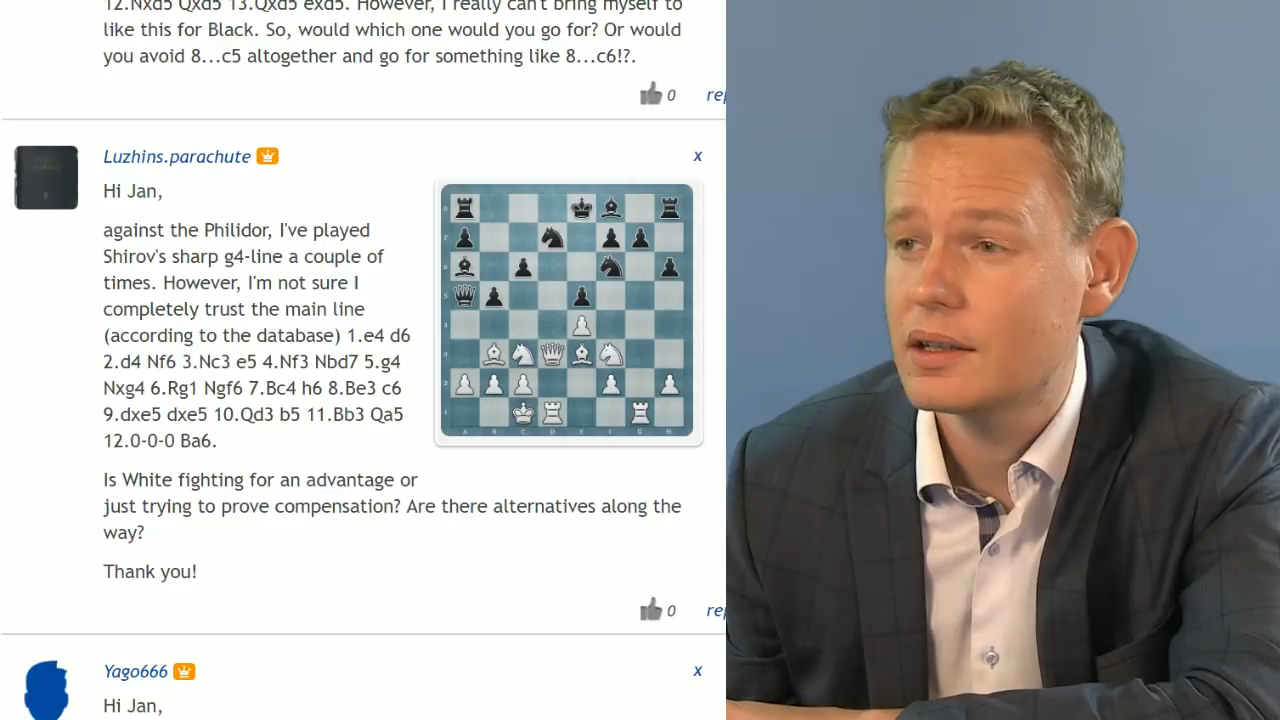 12.Nxd5 Qxd5 13.Qxd5 exd5. However, I really can't bring myself to
like this for Black. So, would which one would you go for? Or would
you avoid 8...c5 altogether and go for something like 8...c6!?.
0
Luzhins.parachute
x
Hi Jan,
against the Philidor, I've played
Shirov's sharp g4-line a couple of
times. However, I'm not sure I
completely trust the main line
(according to the database) 1.e4 d6
2.d4 Nf6 3.Nc3 e5 4.Nf3 Nbd7 5.g4
Nxg4 6.Rg1 Ngf6 7.Bc4 h6 8.Be3 c6
9.dxe5 dxe5 10.Qd3 b5 11.Bb3 Qa5
12.0-0-0 Ba6.
Is White fighting for an advantage or
just trying to prove compensation? Are there alternatives along the
way?
Thank you!
0
Yago666
x
Hi Jan,